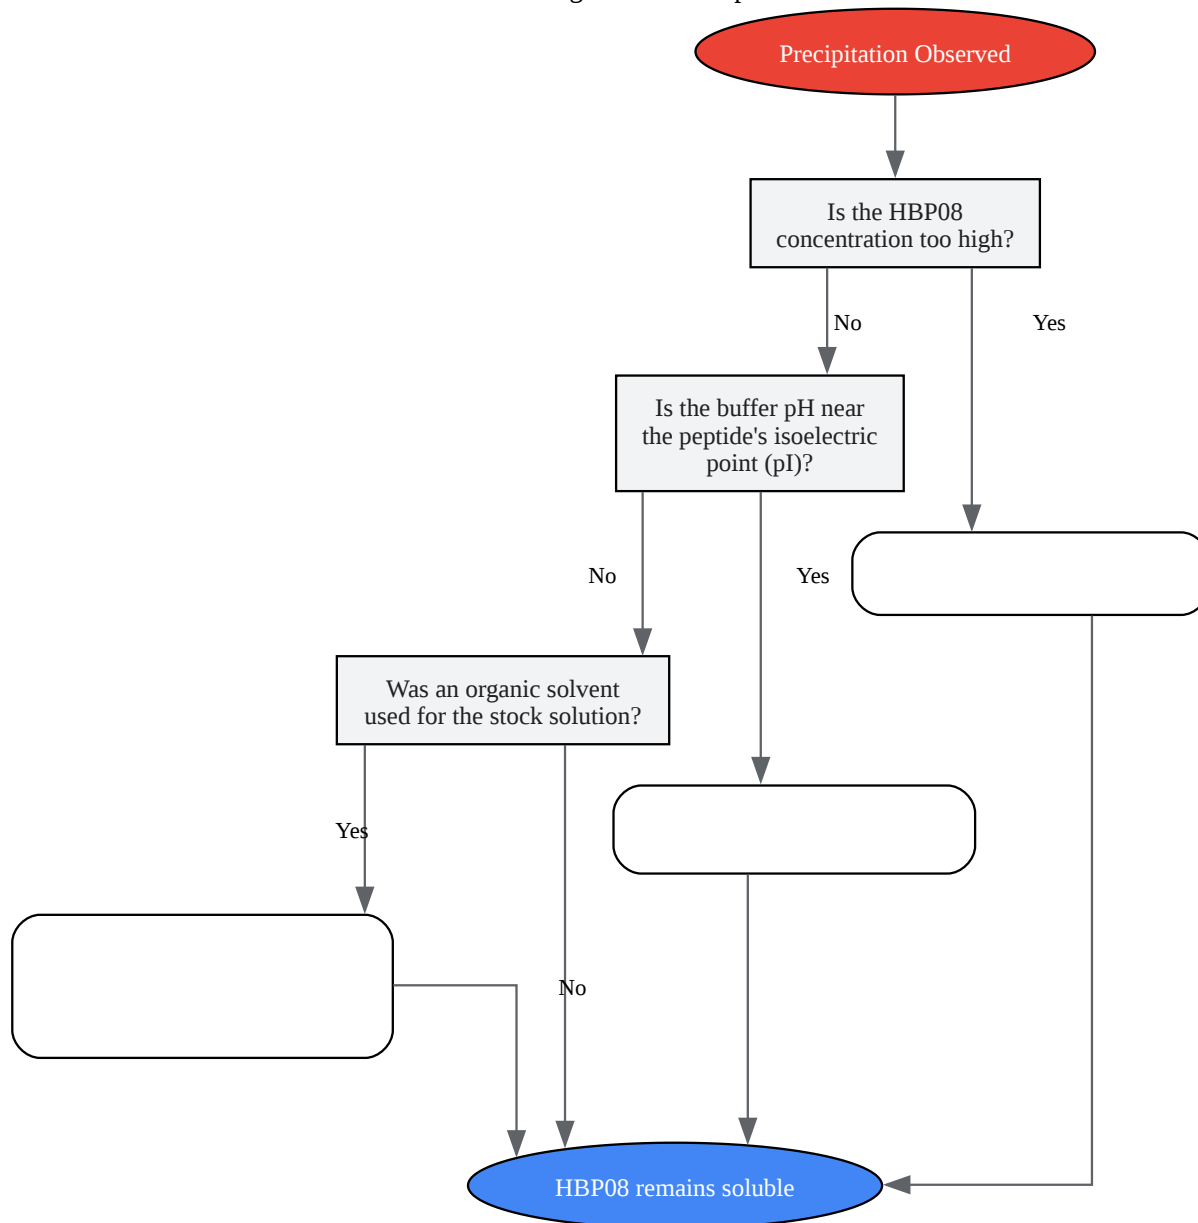 Precipitation Observed
Is the HBP08
concentration too high?
No
Yes
Is the buffer pH near
the peptide's isoelectric
point (pI)?
No
Yes
Was an organic solvent
used for the stock solution?
Yes
No
HBP08 remains soluble